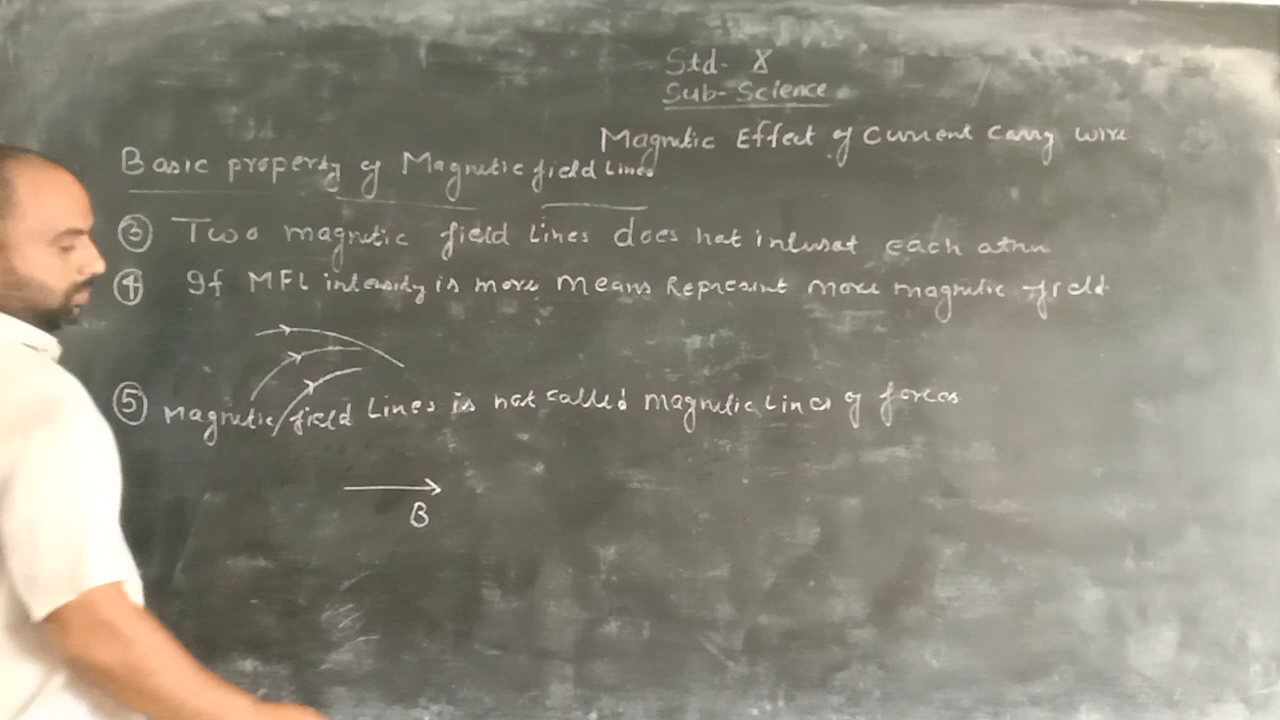 Std- X
Sub-Science
Magnetic Effect of Current Carry wire
Basic property of Magnetic field Lines
③ Two magnetic field Lines does not intersat each other
④ If MFL intensity is more means Represent more magnetic field
⑤ Magnetic field Lines is not called magnetic Lines of forces
B